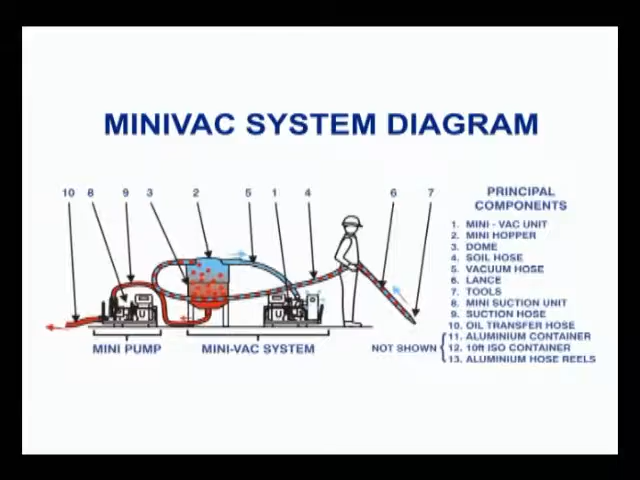 MINIVAC SYSTEM DIAGRAM
10 8 9 3 2 5 1 4 6 7
PRINCIPAL
COMPONENTS
1. MINI - VAC UNIT
2. MINI HOPPER
3. DOME
4. SOIL HOSE
5. VACUUM HOSE
6. LANCE
7. TOOLS
8. MINI SUCTION UNIT
9. SUCTION HOSE
10. OIL TRANSFER HOSE
11. ALUMINIUM CONTAINER
12. 10ft ISO CONTAINER
13. ALUMINIUM HOSE REELS
NOT SHOWN
MINI PUMP
MINI-VAC SYSTEM